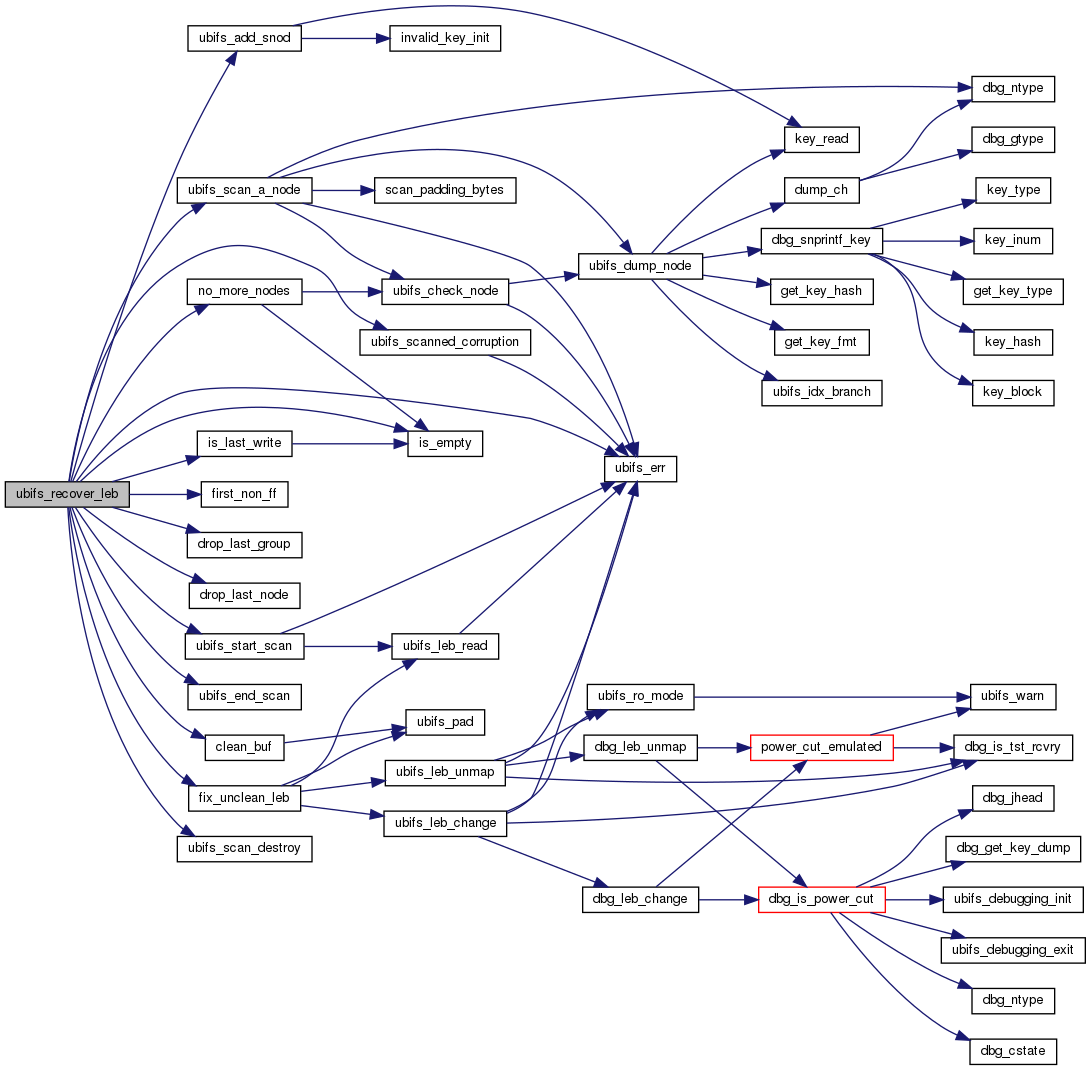 ubifs_add_snod
invalid_key_init
dbg_ntype
key_read
dbg_gtype
ubifs_scan_a_node
scan_padding_bytes
dump_ch
key_type
dbg_snprintf_key
key_inum
ubifs_dump_node
no_more_nodes
ubifs_check_node
get_key_hash
get_key_type
ubifs_scanned_corruption
get_key_fmt
key_hash
ubifs_idx_branch
key_block
is_last_write
is_empty
ubifs_err
ubifs_recover_leb
first_non_ff
drop_last_group
drop_last_node
ubifs_start_scan
ubifs_leb_read
ubifs_end_scan
ubifs_ro_mode
ubifs_warn
ubifs_pad
clean_buf
dbg_leb_unmap
power_cut_emulated
dbg_is_tst_rcvry
ubifs_leb_unmap
fix_unclean_leb
dbg_jhead
ubifs_leb_change
ubifs_scan_destroy
dbg_get_key_dump
dbg_leb_change
dbg_is_power_cut
ubifs_debugging_init
ubifs_debugging_exit
dbg_ntype
dbg_cstate